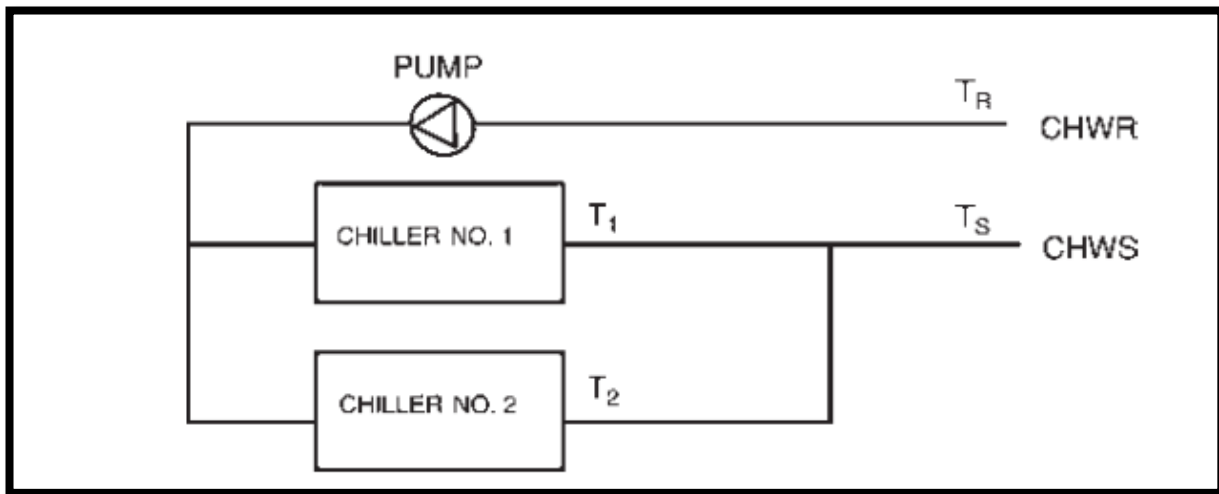 PUMP
T_R
CHWR
CHILLER NO. 1
T_1
T_S
CHWS
CHILLER NO. 2
T_2